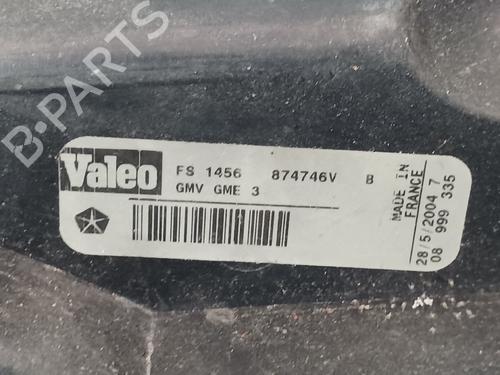 B-PARTS
Valeo FS 1456 874746V B
GMV GME 3
MADE IN
FRANCE
28/5/2004 7
08 999 335